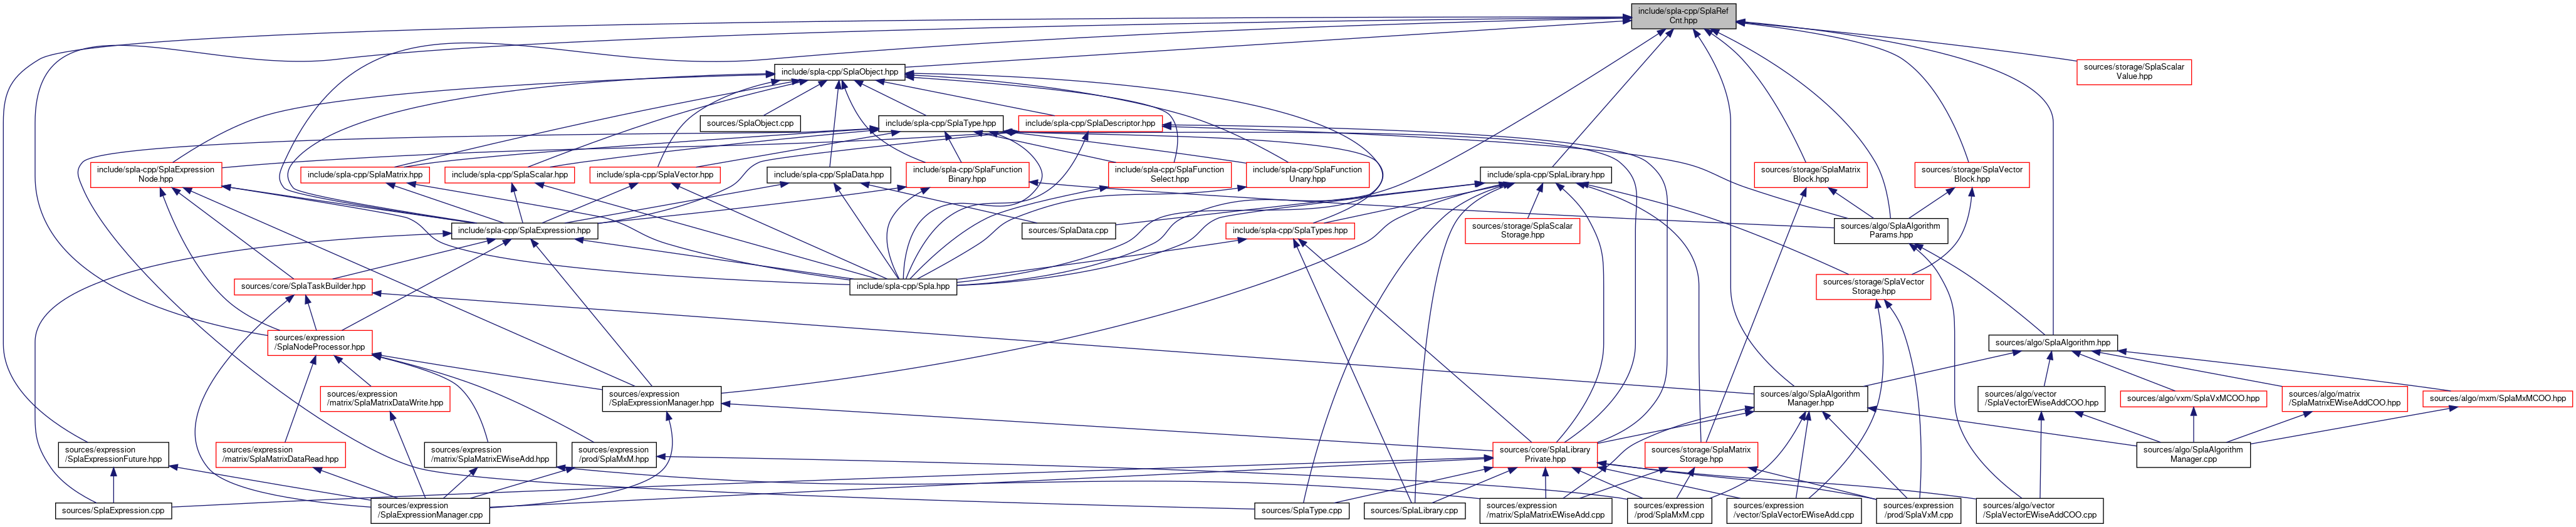 include/spla-cpp/SplaRef
Cnt.hpp
include/spla-cpp/SplaObject.hpp
sources/storage/SplaScalar
Value.hpp
sources/SplaObject.cpp
include/spla-cpp/SplaType.hpp
include/spla-cpp/SplaDescriptor.hpp
include/spla-cpp/SplaExpression
Node.hpp
include/spla-cpp/SplaMatrix.hpp
include/spla-cpp/SplaScalar.hpp
include/spla-cpp/SplaVector.hpp
include/spla-cpp/SplaData.hpp
include/spla-cpp/SplaFunction
Binary.hpp
include/spla-cpp/SplaFunction
Select.hpp
include/spla-cpp/SplaFunction
Unary.hpp
include/spla-cpp/SplaLibrary.hpp
sources/storage/SplaMatrix
Block.hpp
sources/storage/SplaVector
Block.hpp
include/spla-cpp/SplaExpression.hpp
sources/SplaData.cpp
include/spla-cpp/SplaTypes.hpp
sources/storage/SplaScalar
Storage.hpp
sources/algo/SplaAlgorithm
Params.hpp
sources/core/SplaTaskBuilder.hpp
include/spla-cpp/Spla.hpp
sources/storage/SplaVector
Storage.hpp
sources/expression
/SplaNodeProcessor.hpp
sources/algo/SplaAlgorithm.hpp
sources/expression
/matrix/SplaMatrixDataWrite.hpp
sources/expression
/SplaExpressionManager.hpp
sources/algo/SplaAlgorithm
Manager.hpp
sources/algo/vector
/SplaVectorEWiseAddCOO.hpp
sources/algo/vxm/SplaVxMCOO.hpp
sources/algo/matrix
/SplaMatrixEWiseAddCOO.hpp
sources/algo/mxm/SplaMxMCOO.hpp
sources/expression
/SplaExpressionFuture.hpp
sources/expression
/matrix/SplaMatrixDataRead.hpp
sources/expression
/matrix/SplaMatrixEWiseAdd.hpp
sources/expression
/prod/SplaMxM.hpp
sources/core/SplaLibrary
Private.hpp
sources/storage/SplaMatrix
Storage.hpp
sources/algo/SplaAlgorithm
Manager.cpp
sources/SplaExpression.cpp
sources/expression
/SplaExpressionManager.cpp
sources/SplaType.cpp
sources/SplaLibrary.cpp
sources/expression
/matrix/SplaMatrixEWiseAdd.cpp
sources/expression
/prod/SplaMxM.cpp
sources/expression
/vector/SplaVectorEWiseAdd.cpp
sources/expression
/prod/SplaVxM.cpp
sources/algo/vector
/SplaVectorEWiseAddCOO.cpp